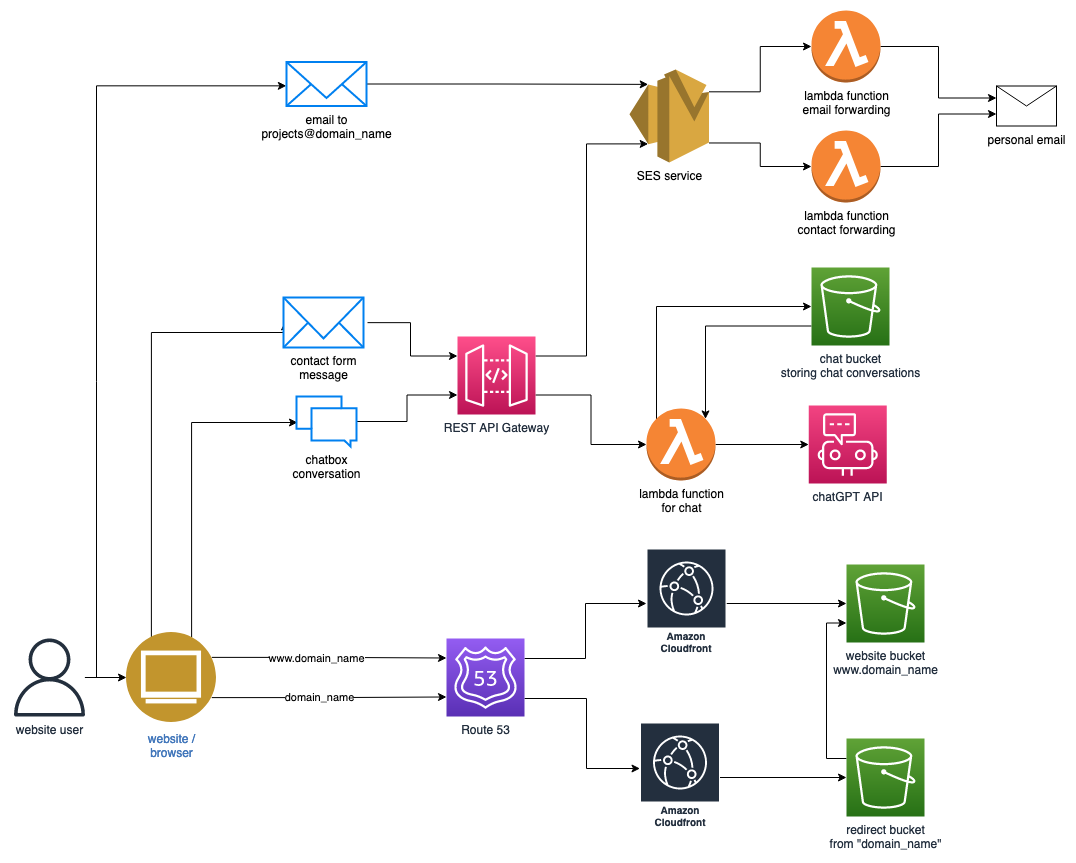 lambda function
email forwarding
email to
projects@domain_name
personal email
SES service
lambda function
contact forwarding
contact form
message
</>
REST API Gateway
chat bucket
storing chat conversations
chatbox
conversation
lambda function
for chat
chatGPT API
Amazon
Cloudfront
website bucket
www.domain_name
www.domain_name
domain_name
53
Route 53
website user
website /
browser
Amazon
Cloudfront
redirect bucket
from "domain_name"